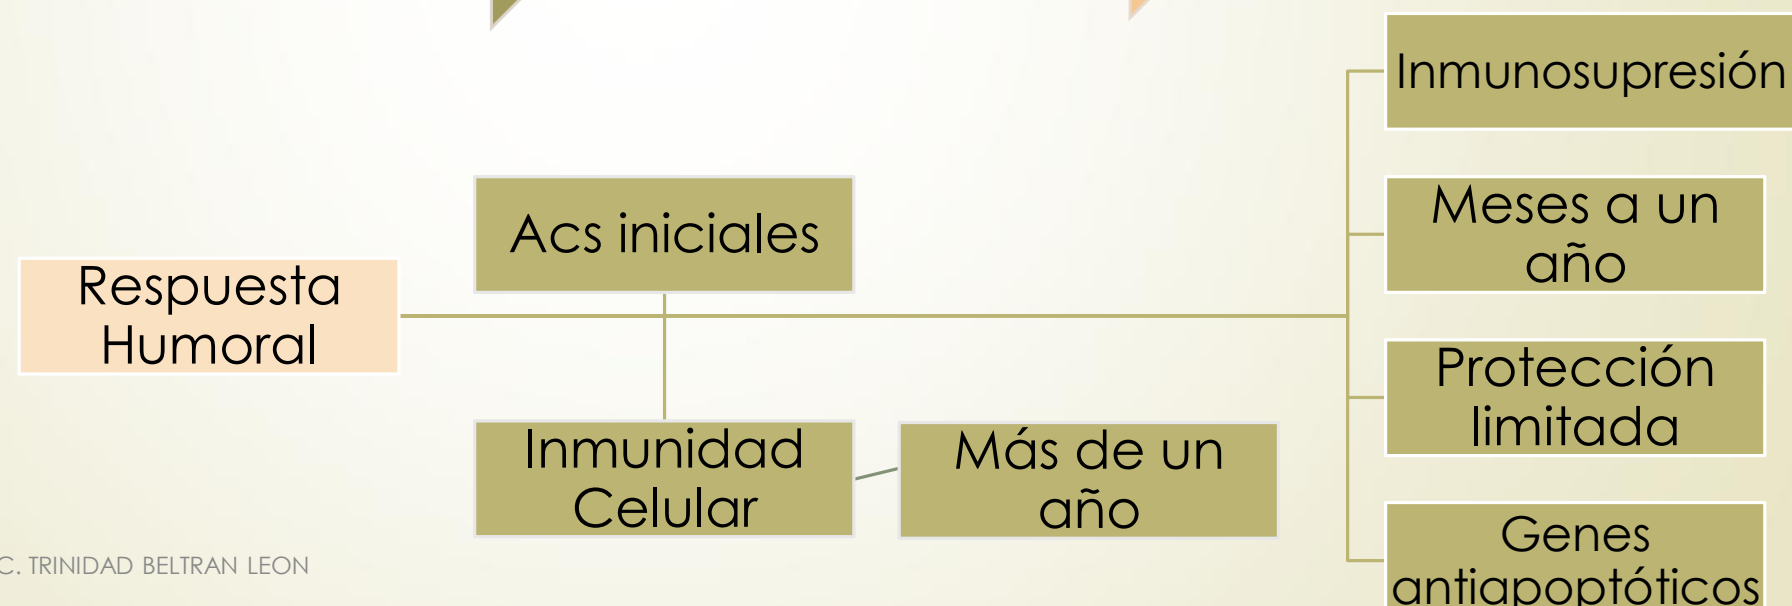 Inmunosupresión
Acs iniciales
Meses a un
año
Respuesta
Humoral
Protección
limitada
Inmunidad
Celular
Más de un
año
Genes
antiapoptóticos
C. TRINIDAD BELTRAN LEON